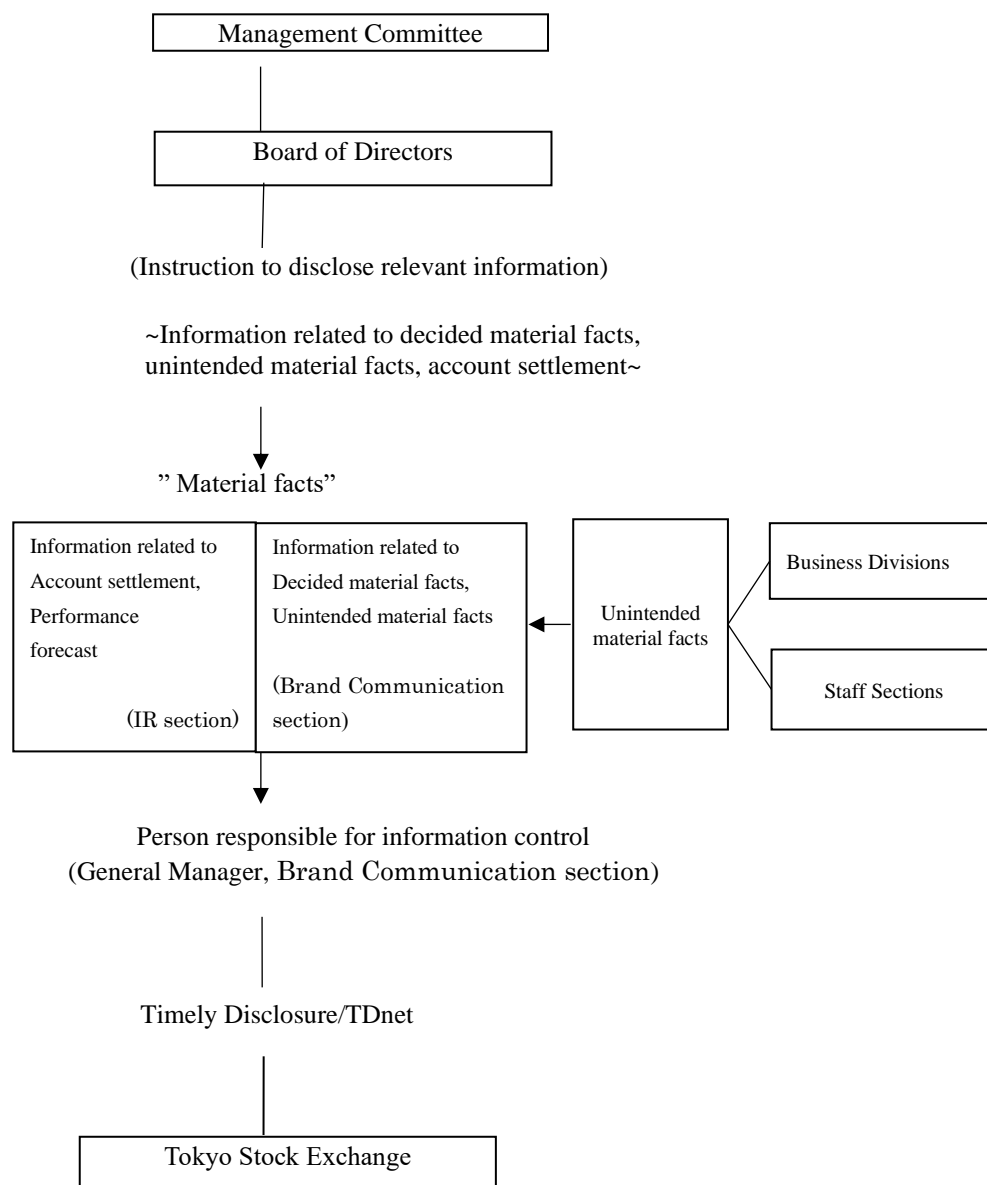 Management Committee
Board of Directors
(Instruction to disclose relevant information)
~Information related to decided material facts,
unintended material facts, account settlement~
” Material facts”
Information related to
Account settlement,
Performance
forecast
(IR section)
Information related to
Decided material facts,
Unintended material facts
(Brand Communication
section)
Unintended
material facts
Business Divisions
Staff Sections
Person responsible for information control
(General Manager, Brand Communication section)
Timely Disclosure/TDnet
Tokyo Stock Exchange